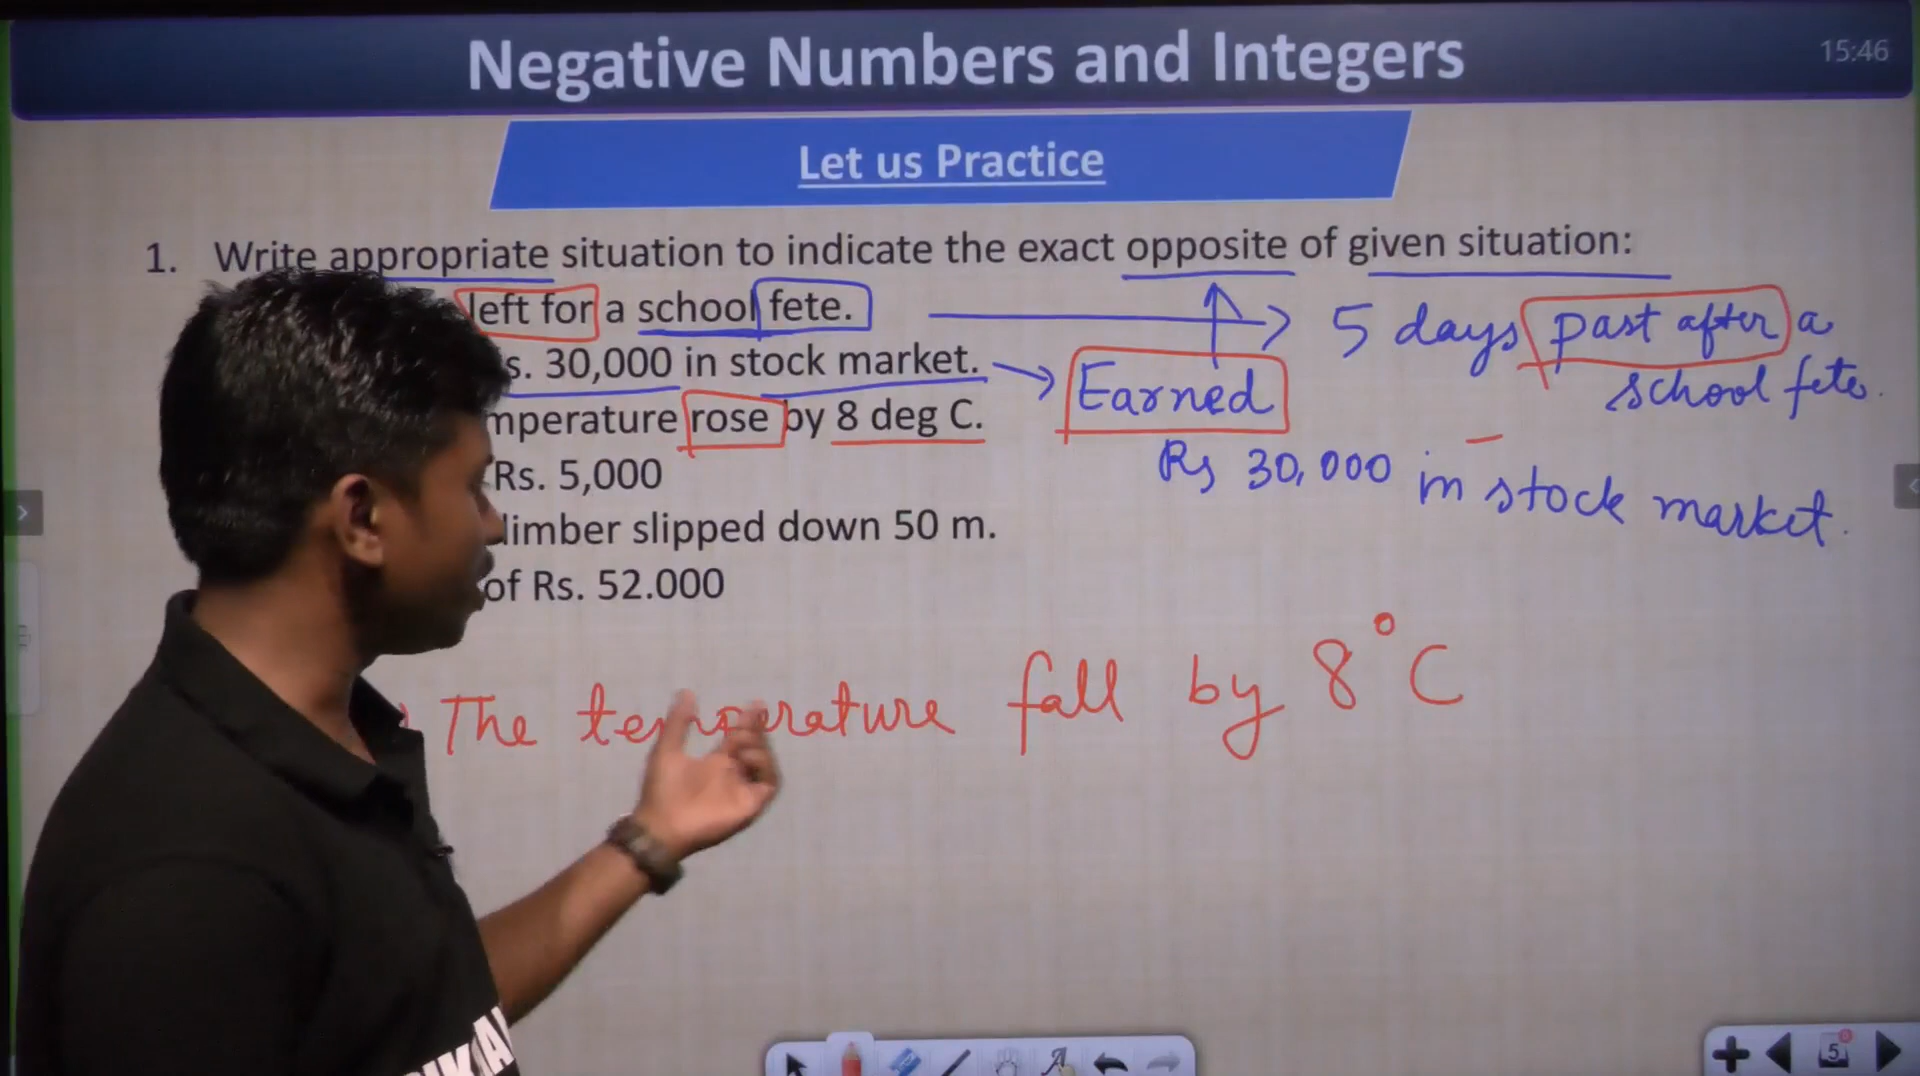 Negative Numbers and Integers
15:46
Let us Practice
1. Write appropriate situation to indicate the exact opposite of given situation:
left for a school fete.
5 days past after a
school fete.
s. 30,000 in stock market.
Earned
Rs 30,000 in stock market.
mperature rose by 8 deg C.
Rs. 5,000
limber slipped down 50 m.
of Rs. 52.000
The temperature fall by 8°C
5